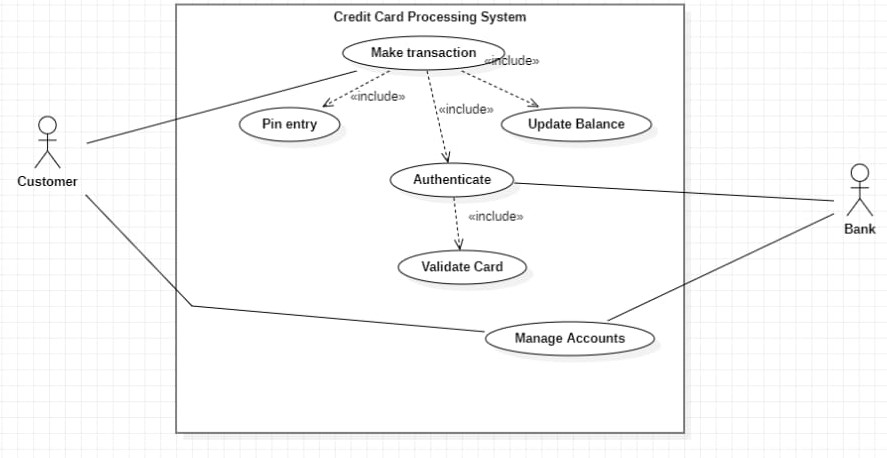 Credit Card Processing System
Make transaction
«include»
«include»
«include»
Pin entry
Update Balance
Customer
Authenticate
Bank
«include»
Validate Card
Manage Accounts